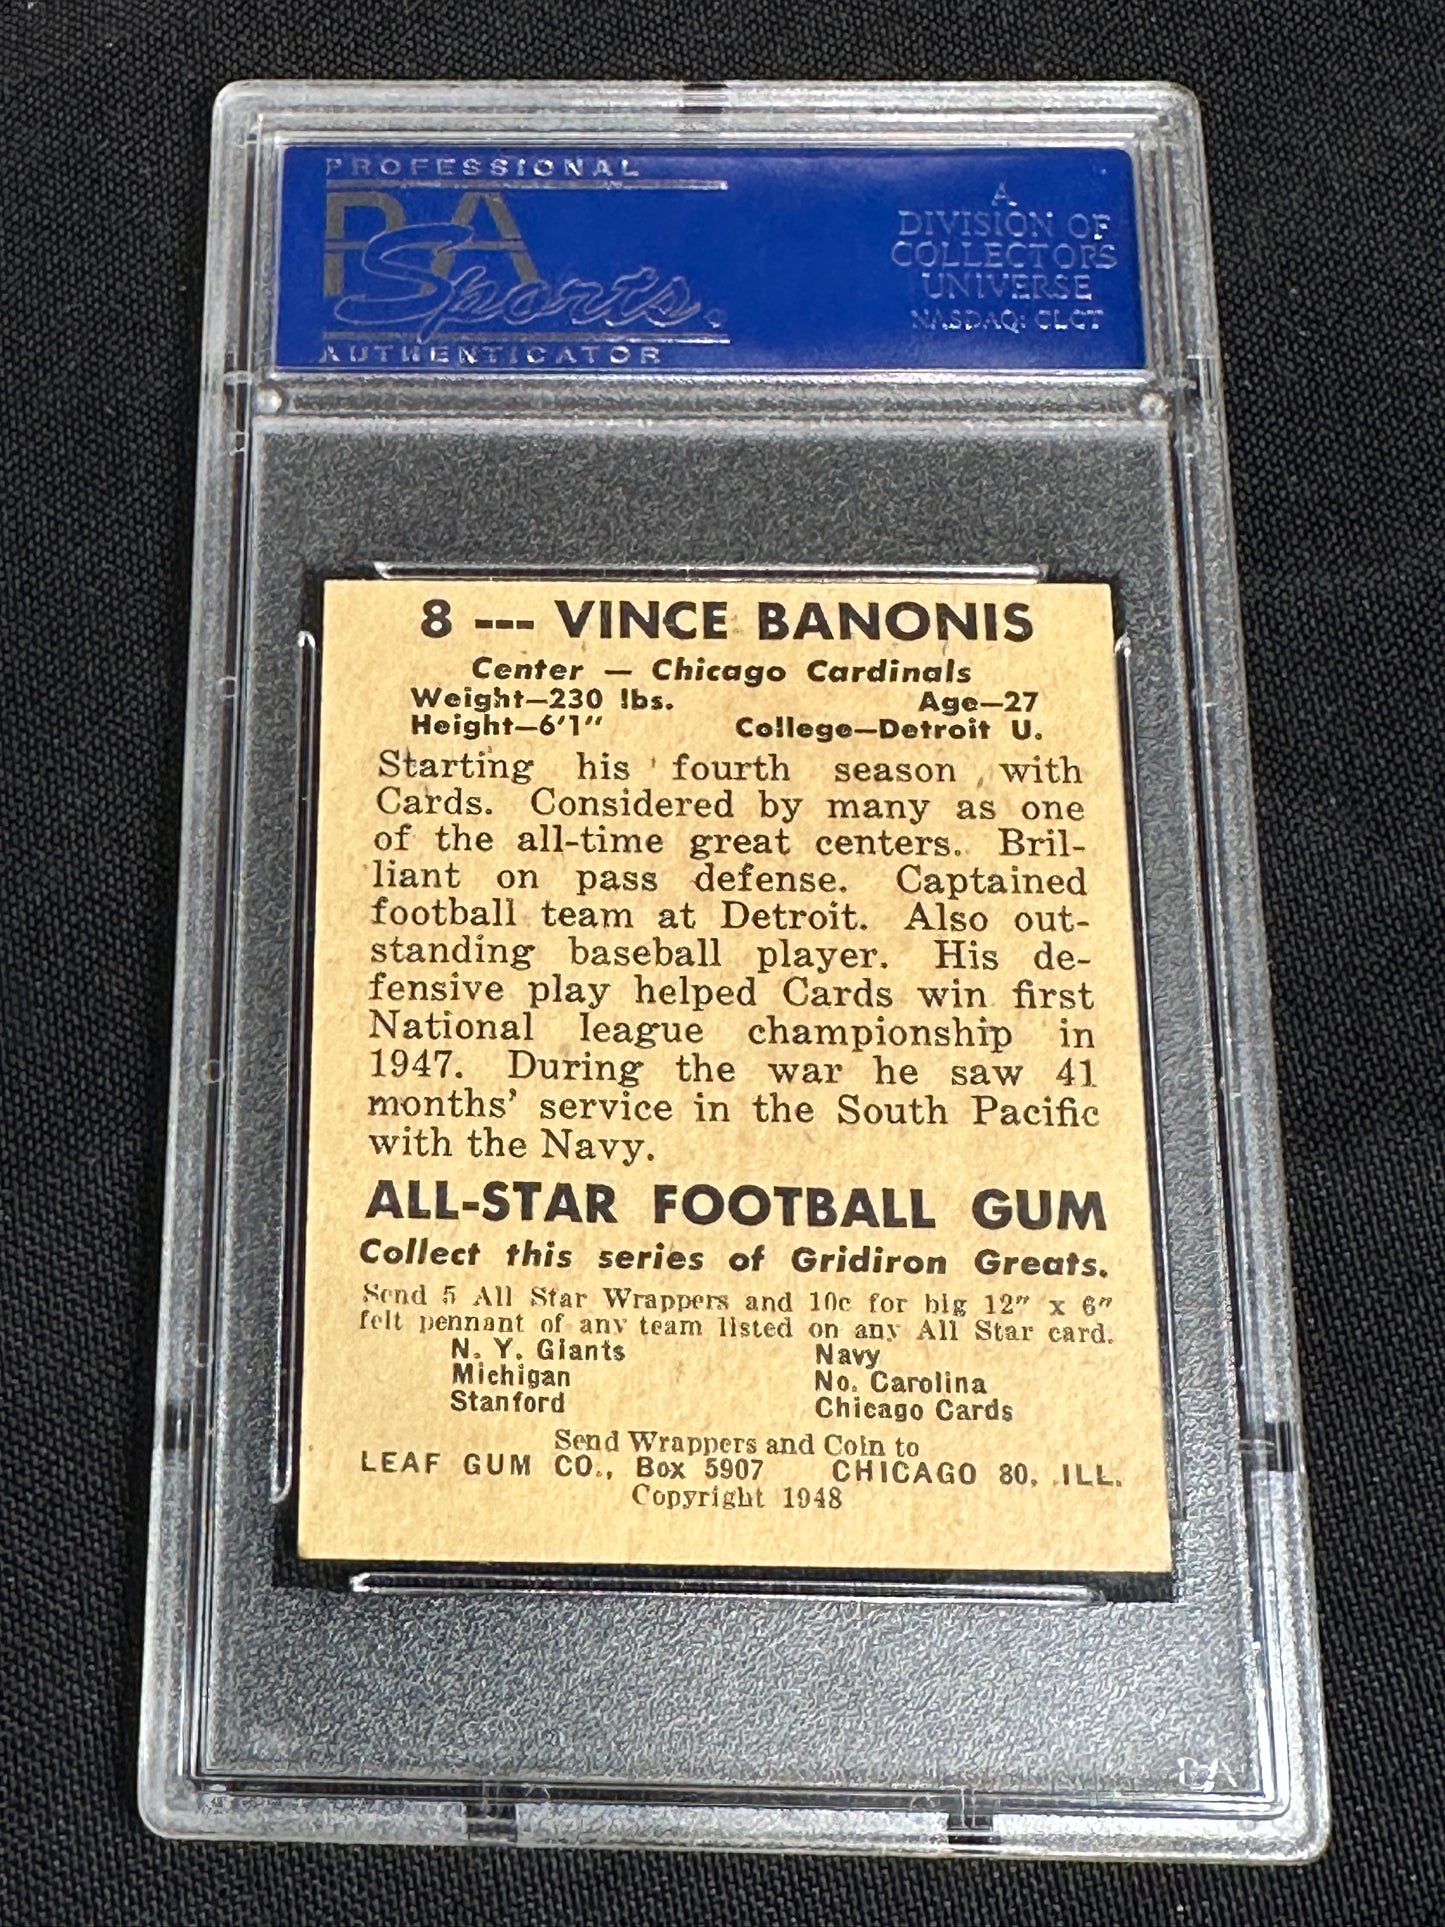 PROFESSIONAL
PSA
Sports
AUTHENTICATOR
A
DIVISION OF
COLLECTORS
UNIVERSE
NASDAQ: CLCT
8 --- VINCE BANONIS
Center — Chicago Cardinals
Weight—230 lbs. Age—27
Height—6'1" College—Detroit U.
Starting his fourth season with
Cards. Considered by many as one
of the all-time great centers. Bril-
liant on pass defense. Captained
football team at Detroit. Also out-
standing baseball player. His de-
fensive play helped Cards win first
National league championship in
1947. During the war he saw 41
months' service in the South Pacific
with the Navy.
ALL-STAR FOOTBALL GUM
Collect this series of Gridiron Greats.
Send 5 All Star Wrappers and 10c for big 12" x 6"
felt pennant of any team listed on any All Star card.
N. Y. Giants Navy
Michigan No. Carolina
Stanford Chicago Cards
Send Wrappers and Coin to
LEAF GUM CO., Box 5907 CHICAGO 80, ILL.
Copyright 1948
PSA